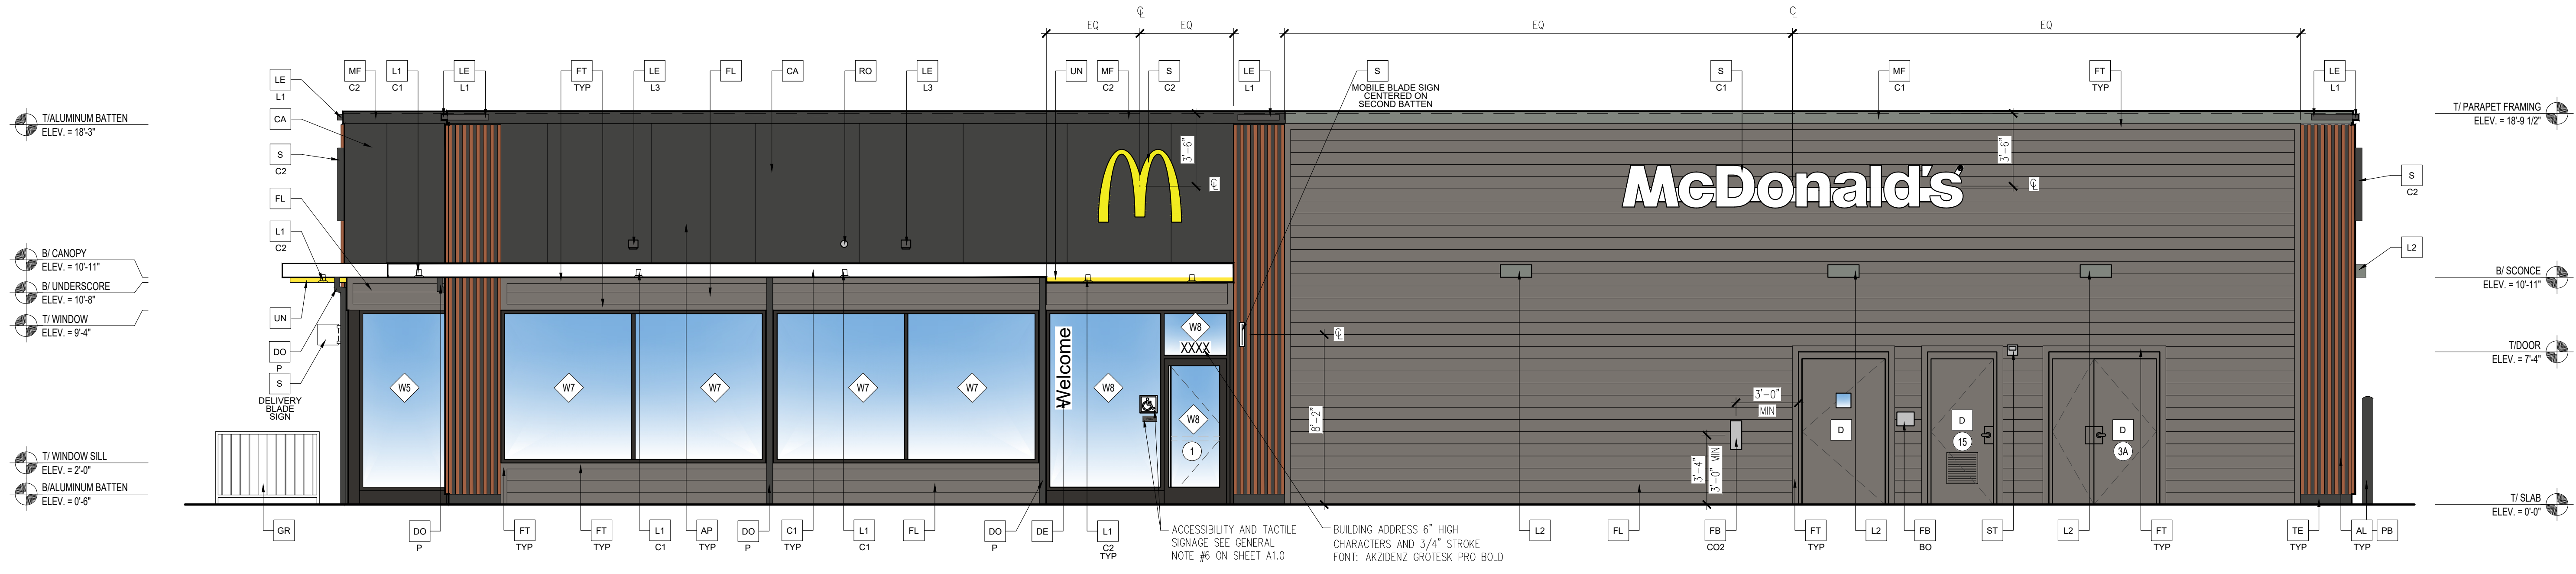 ℄
℄
EQ
EQ
EQ
EQ
LE
L1
MF
C2
L1
C1
LE
L1
FT
TYP
LE
L3
FL
CA
RO
LE
L3
UN
MF
C2
S
C2
LE
L1
S
MOBILE BLADE SIGN
CENTERED ON
SECOND BATTEN
S
C1
MF
C1
FT
TYP
LE
L1
T/ALUMINUM BATTEN
ELEV. = 18'-3"
CA
S
C2
FL
L1
C2
B/ CANOPY
ELEV. = 10'-11"
B/ UNDERSCORE
ELEV. = 10'-8"
T/ WINDOW
ELEV. = 9'-4"
UN
DO
P
S
DELIVERY
BLADE
SIGN
T/ WINDOW SILL
ELEV. = 2'-0"
B/ALUMINUM BATTEN
ELEV. = 0'-6"
3'-6"
℄
McDonald's
3'-6"
℄
℄
8'-2"
W5
W7
W7
W7
W7
Welcome
W8
W8
XXXX
W8
1
3'-0"
MIN
3'-4"
3'-0" MIN
D
D
15
D
3A
T/ PARAPET FRAMING
ELEV. = 18'-9 1/2"
S
C2
L2
B/ SCONCE
ELEV. = 10'-11"
T/DOOR
ELEV. = 7'-4"
T/ SLAB
ELEV. = 0'-0"
GR
DO
P
FT
TYP
FT
TYP
L1
C1
AP
TYP
DO
P
C1
TYP
L1
C1
FL
DO
P
DE
L1
C2
TYP
ACCESSIBILITY AND TACTILE
SIGNAGE SEE GENERAL
NOTE #6 ON SHEET A1.0
BUILDING ADDRESS 6" HIGH
CHARACTERS AND 3/4" STROKE
FONT: AKZIDENZ GROTESK PRO BOLD
L2
FL
FB
CO2
FT
TYP
L2
FB
BO
ST
L2
FT
TYP
TE
TYP
AL
TYP
PB